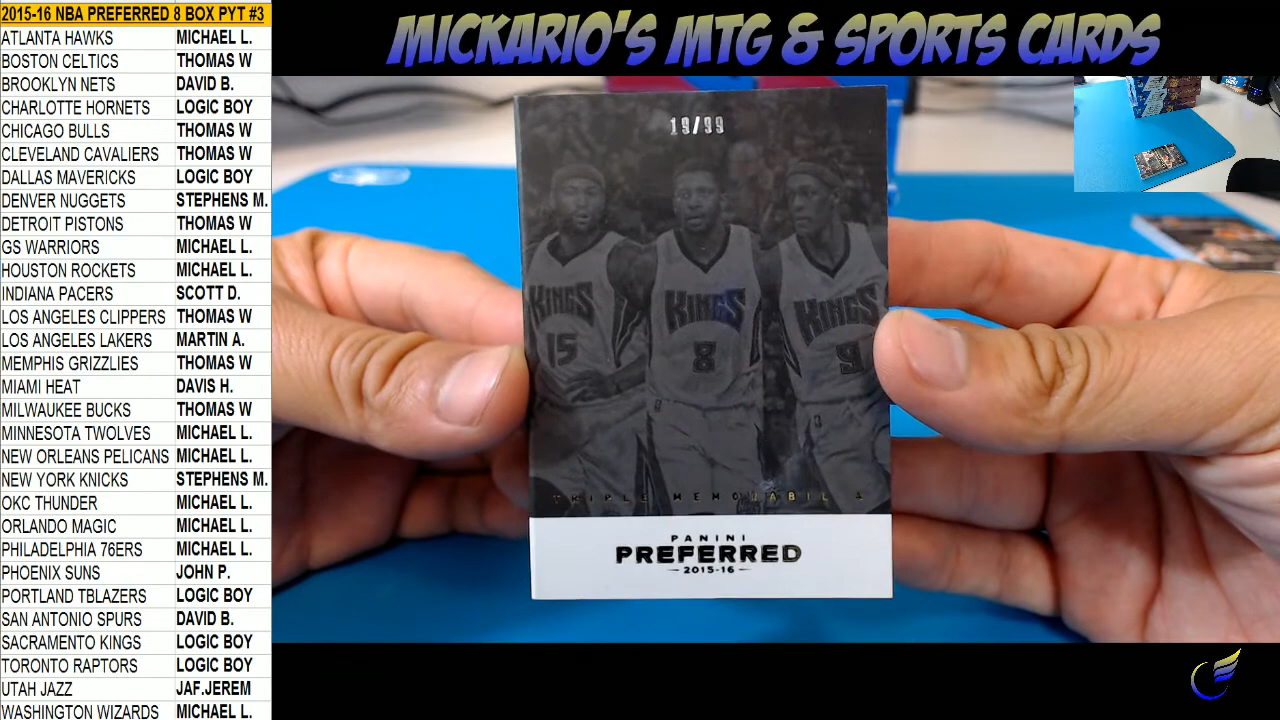 2015-16 NBA PREFERRED 8 BOX PYT #3
ATLANTA HAWKS MICHAEL L.
BOSTON CELTICS THOMAS W
BROOKLYN NETS DAVID B.
CHARLOTTE HORNETS LOGIC BOY
CHICAGO BULLS THOMAS W
CLEVELAND CAVALIERS THOMAS W
DALLAS MAVERICKS LOGIC BOY
DENVER NUGGETS STEPHENS M.
DETROIT PISTONS THOMAS W
GS WARRIORS MICHAEL L.
HOUSTON ROCKETS MICHAEL L.
INDIANA PACERS SCOTT D.
LOS ANGELES CLIPPERS THOMAS W
LOS ANGELES LAKERS MARTIN A.
MEMPHIS GRIZZLIES THOMAS W
MIAMI HEAT DAVIS H.
MILWAUKEE BUCKS THOMAS W
MINNESOTA TWOLVES MICHAEL L.
NEW ORLEANS PELICANS MICHAEL L.
NEW YORK KNICKS STEPHENS M.
OKC THUNDER MICHAEL L.
ORLANDO MAGIC MICHAEL L.
PHILADELPHIA 76ERS MICHAEL L.
PHOENIX SUNS JOHN P.
PORTLAND TBLAZERS LOGIC BOY
SAN ANTONIO SPURS DAVID B.
SACRAMENTO KINGS LOGIC BOY
TORONTO RAPTORS LOGIC BOY
UTAH JAZZ JAF.JEREM
WASHINGTON WIZARDS MICHAEL L.
MICKARIO'S MTG & SPORTS CARDS
19/99
KINGS KINGS KINGS
15 8 9
TRIPLE
PANINI
PREFERRED
2015-16